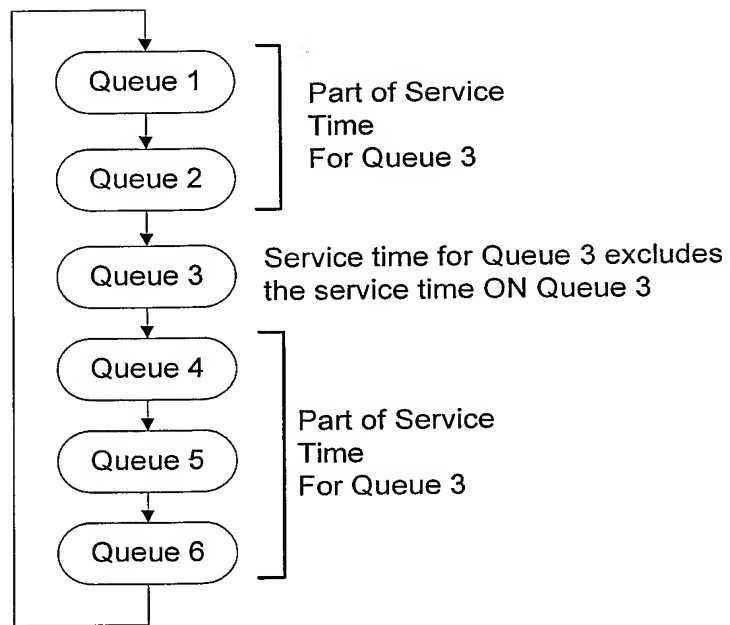 Queue 1
Queue 2
Part of Service
Time
For Queue 3
Queue 3
Service time for Queue 3 excludes
the service time ON Queue 3
Queue 4
Queue 5
Queue 6
Part of Service
Time
For Queue 3